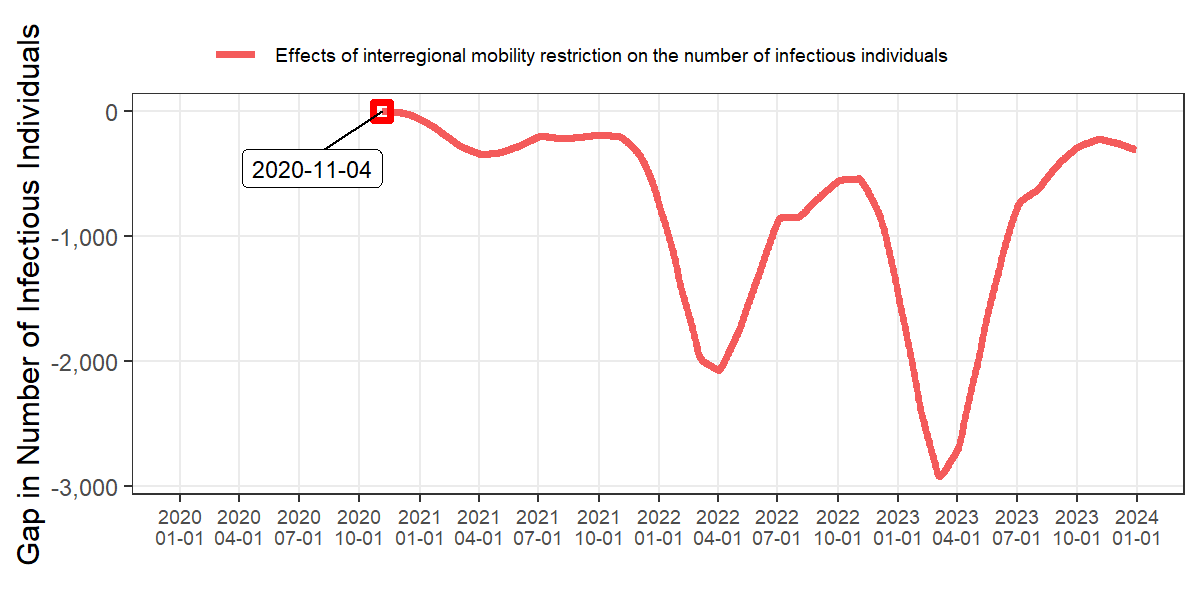 Effects of interregional mobility restriction on the number of infectious individuals
Gap in Number of Infectious Individuals
0
-1,000
-2,000
-3,000
2020-11-04
2020 2020 2020 2020 2021 2021 2021 2021 2022 2022 2022 2022 2023 2023 2023 2023 2024
01-01 04-01 07-01 10-01 01-01 04-01 07-01 10-01 01-01 04-01 07-01 10-01 01-01 04-01 07-01 10-01 01-01